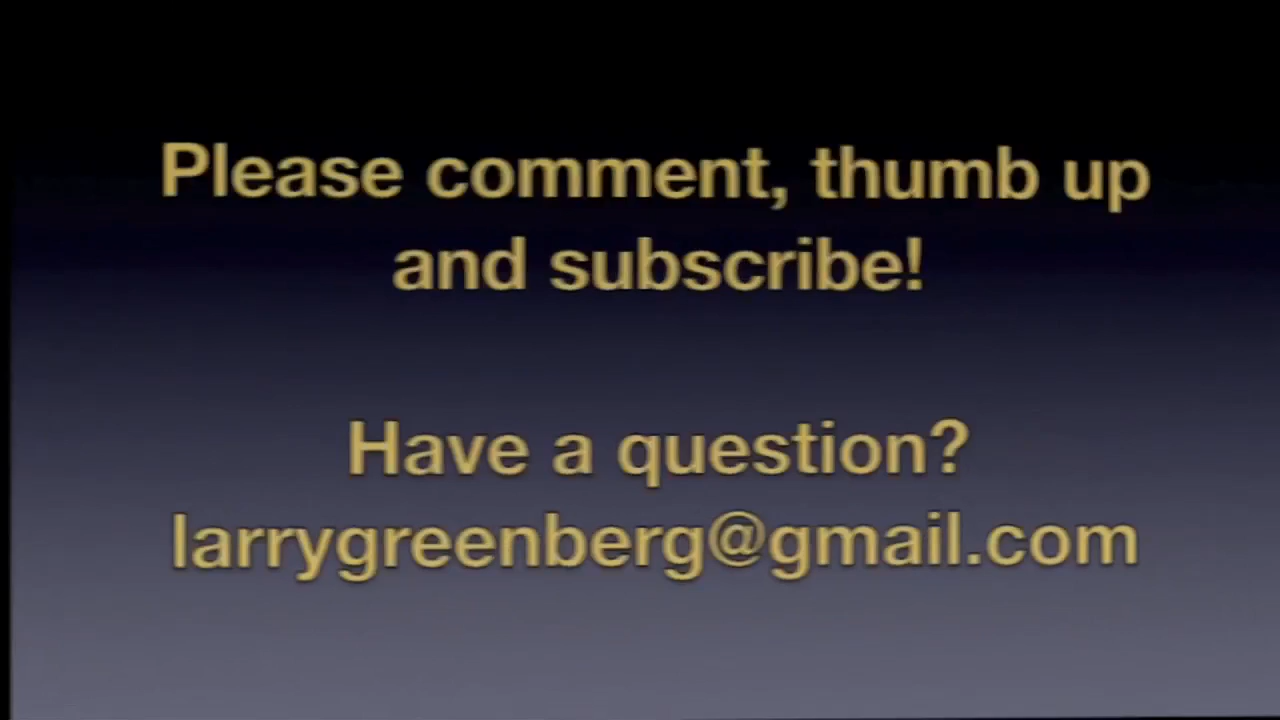 Please comment, thumb up
and subscribe!
Have a question?
larrygreenberg@gmail.com